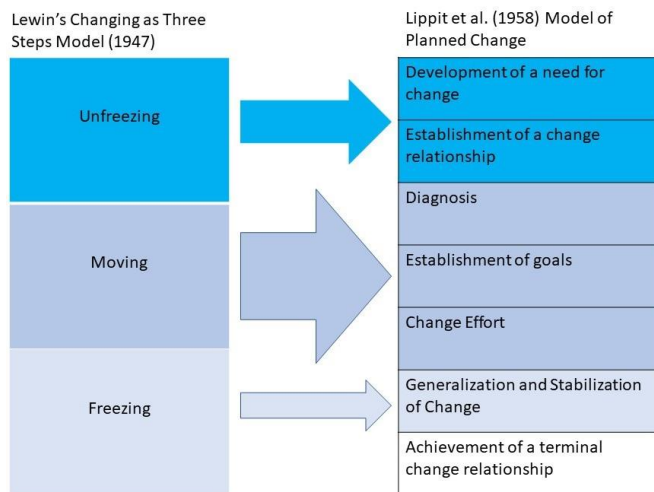 Lewin’s Changing as Three
Steps Model (1947)
Unfreezing
Moving
Freezing
Lippit et al. (1958) Model of
Planned Change
Development of a need for
change
Establishment of a change
relationship
Diagnosis
Establishment of goals
Change Effort
Generalization and Stabilization
of Change
Achievement of a terminal
change relationship